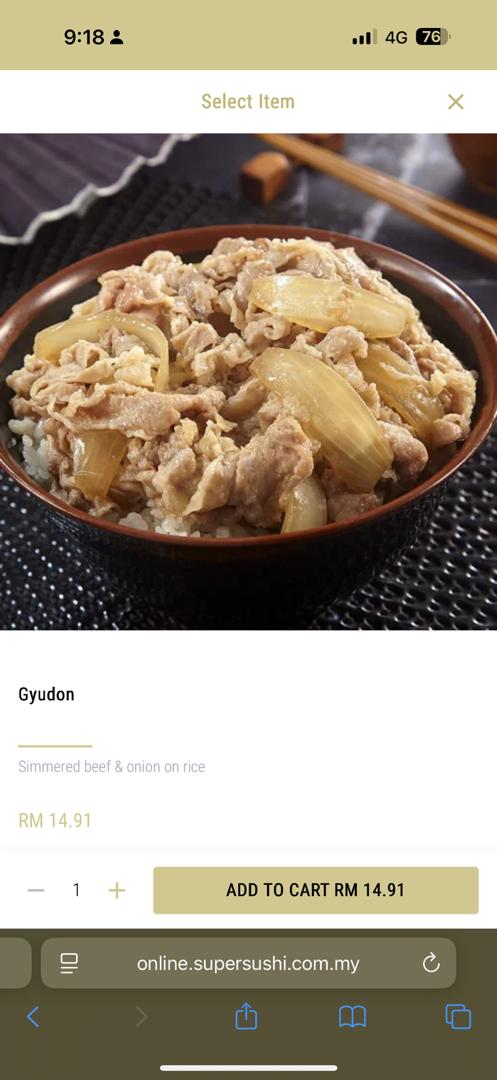 9:18
4G 76
Select Item
Gyudon
Simmered beef & onion on rice
RM 14.91
1 ADD TO CART RM 14.91
online.supersushi.com.my